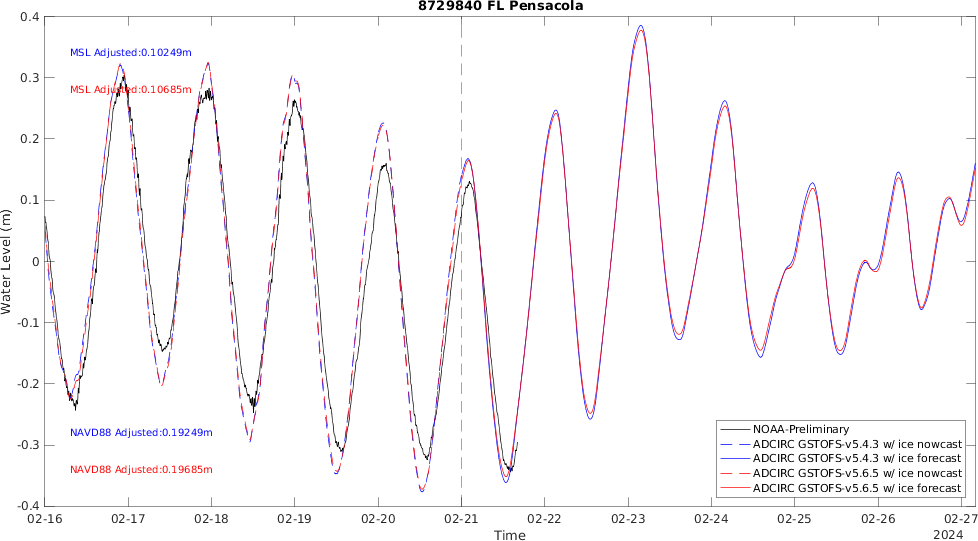 8729840 FL Pensacola
0.4
0.3
0.2
0.1
0
-0.1
-0.2
-0.3
-0.4
Water Level (m)
MSL Adjusted:0.10249m
MSL Adjusted:0.10685m
NAVD88 Adjusted:0.19249m
NAVD88 Adjusted:0.19685m
NOAA-Preliminary
ADCIRC GSTOFS-v5.4.3 w/ ice nowcast
ADCIRC GSTOFS-v5.4.3 w/ ice forecast
ADCIRC GSTOFS-v5.6.5 w/ ice nowcast
ADCIRC GSTOFS-v5.6.5 w/ ice forecast
02-16 02-17 02-18 02-19 02-20 02-21 02-22 02-23 02-24 02-25 02-26 02-27
Time
2024